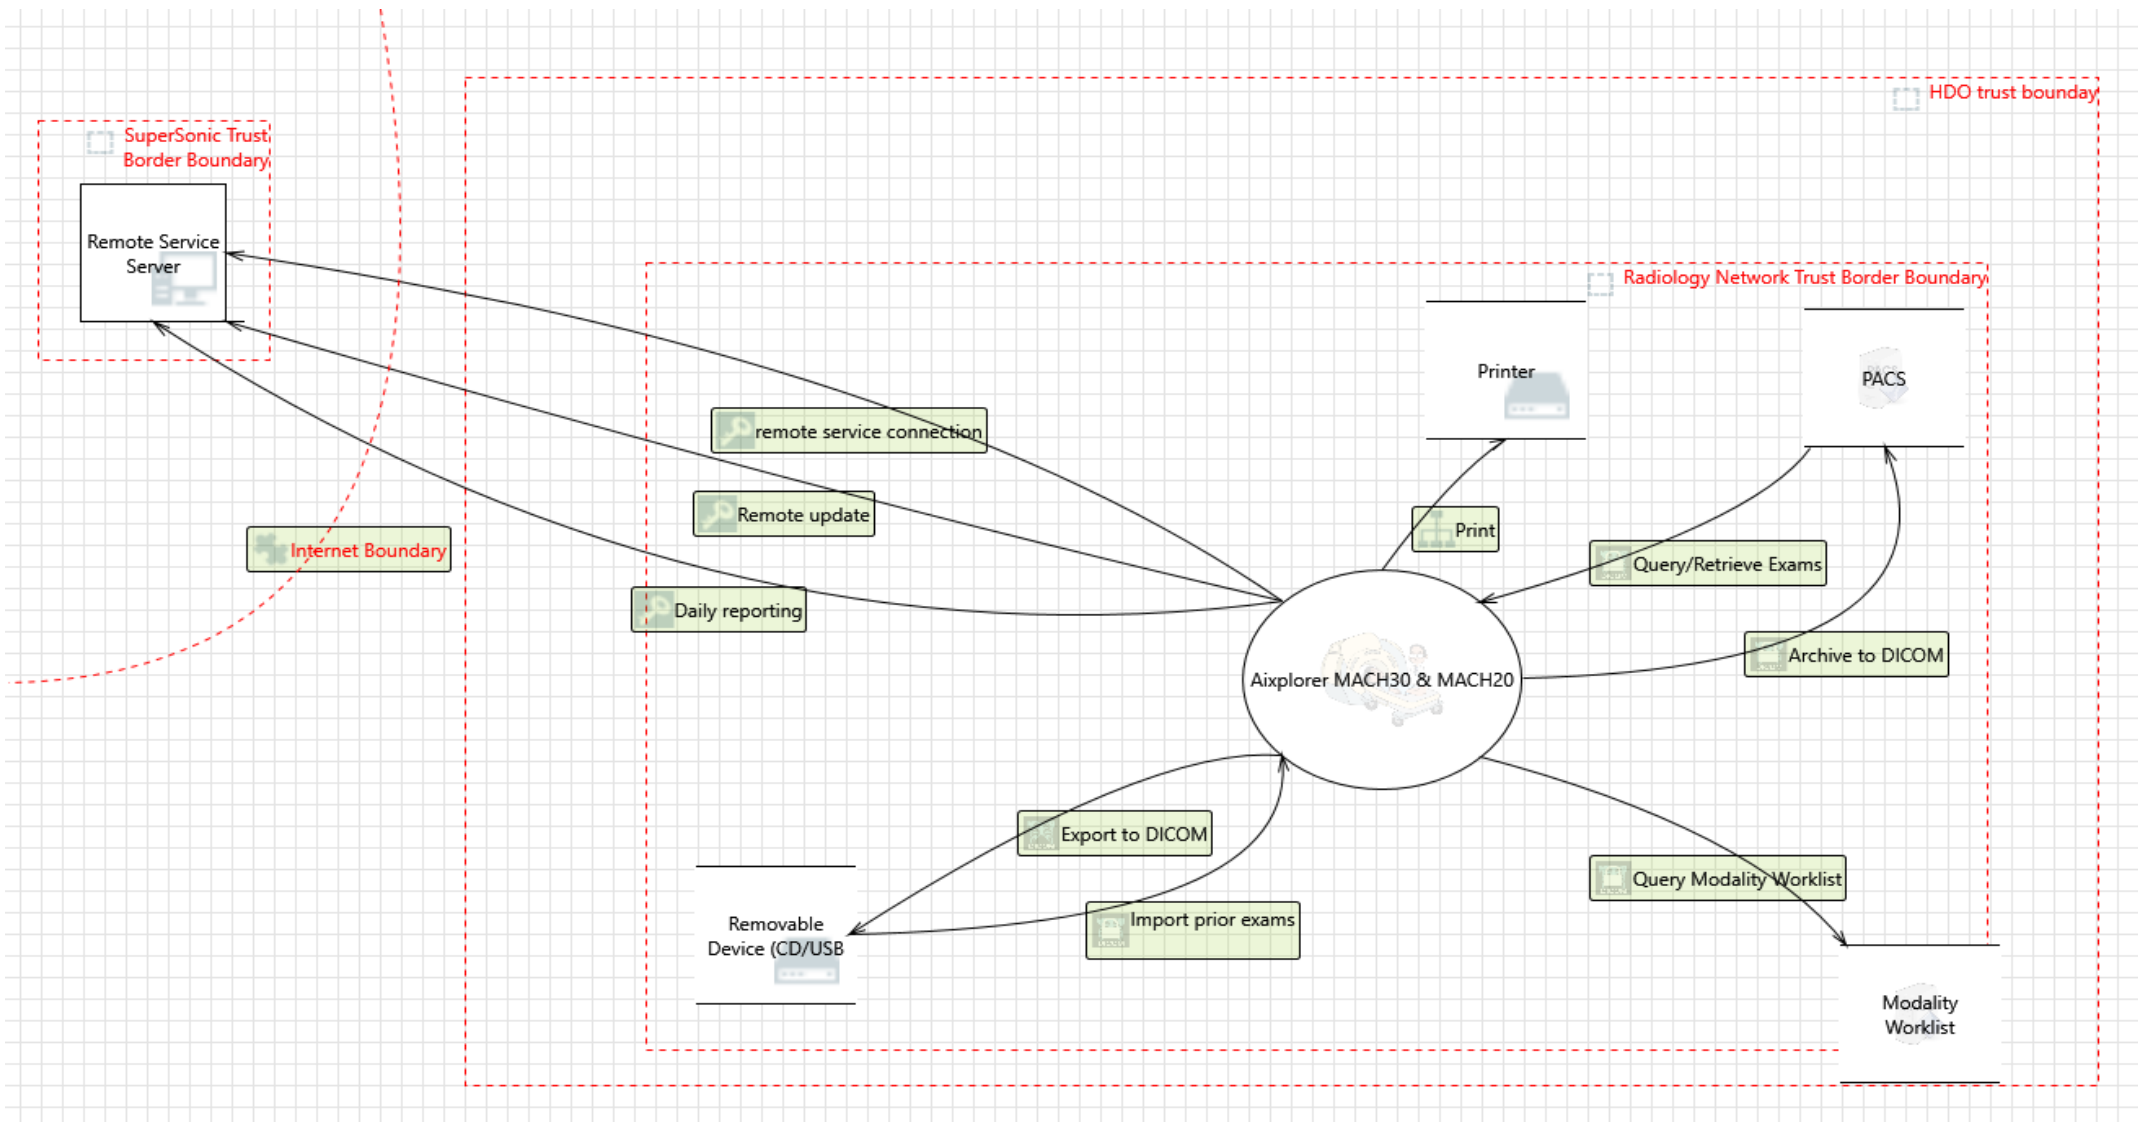 HDO trust bounday
SuperSonic Trust
Border Boundary
Remote Service
Server
Radiology Network Trust Border Boundary
Printer
PACS
remote service connection
Remote update
Print
Internet Boundary
Query/Retrieve Exams
Daily reporting
Archive to DICOM
Aixplorer MACH30 & MACH20
Export to DICOM
Query Modality Worklist
Import prior exams
Removable
Device (CD/USB
Modality
Worklist